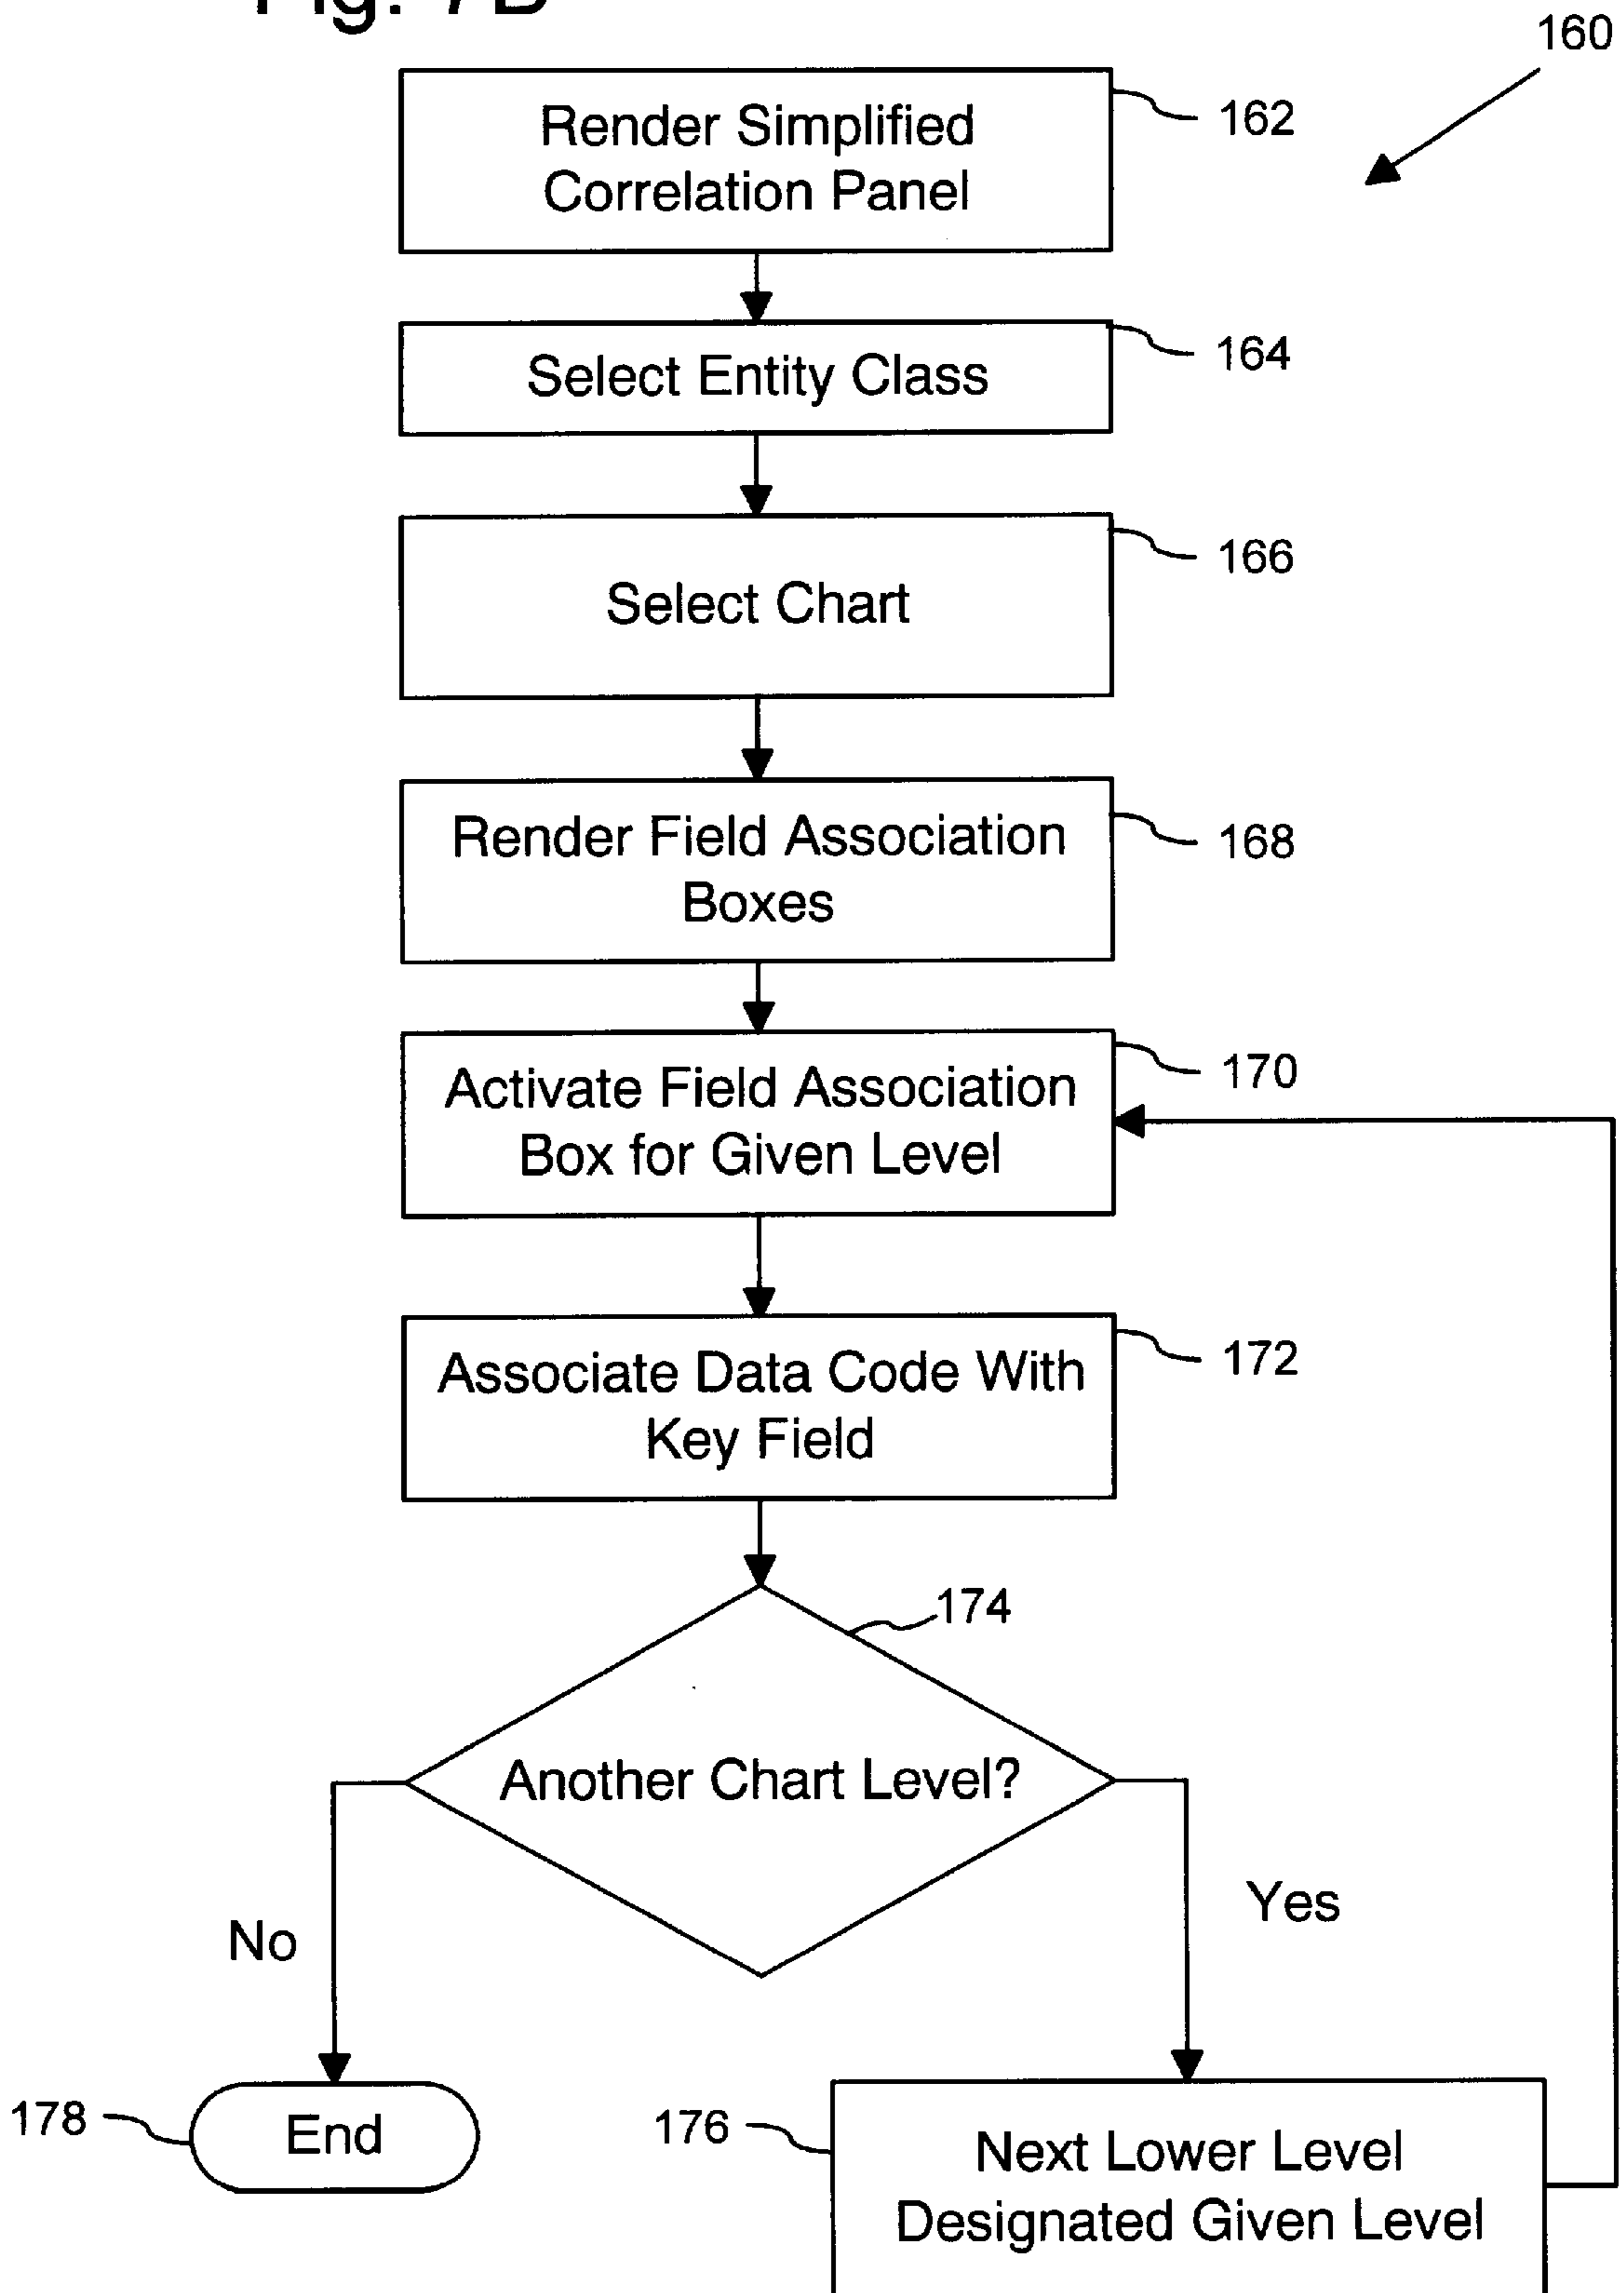 Fig. 7B
160
Render Simplified
Correlation Panel
162
Select Entity Class
164
Select Chart
166
Render Field Association
Boxes
168
Activate Field Association
Box for Given Level
170
Associate Data Code With
Key Field
172
174
Another Chart Level?
No
Yes
178
End
176
Next Lower Level
Designated Given Level